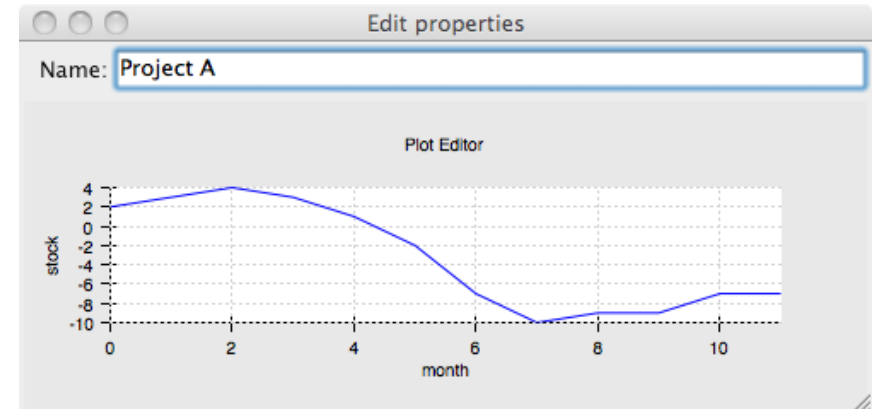 Edit properties
Name: Project A
Plot Editor
4
2
0
-2
-4
-6
-8
-10
stock
0 2 4 6 8 10
month